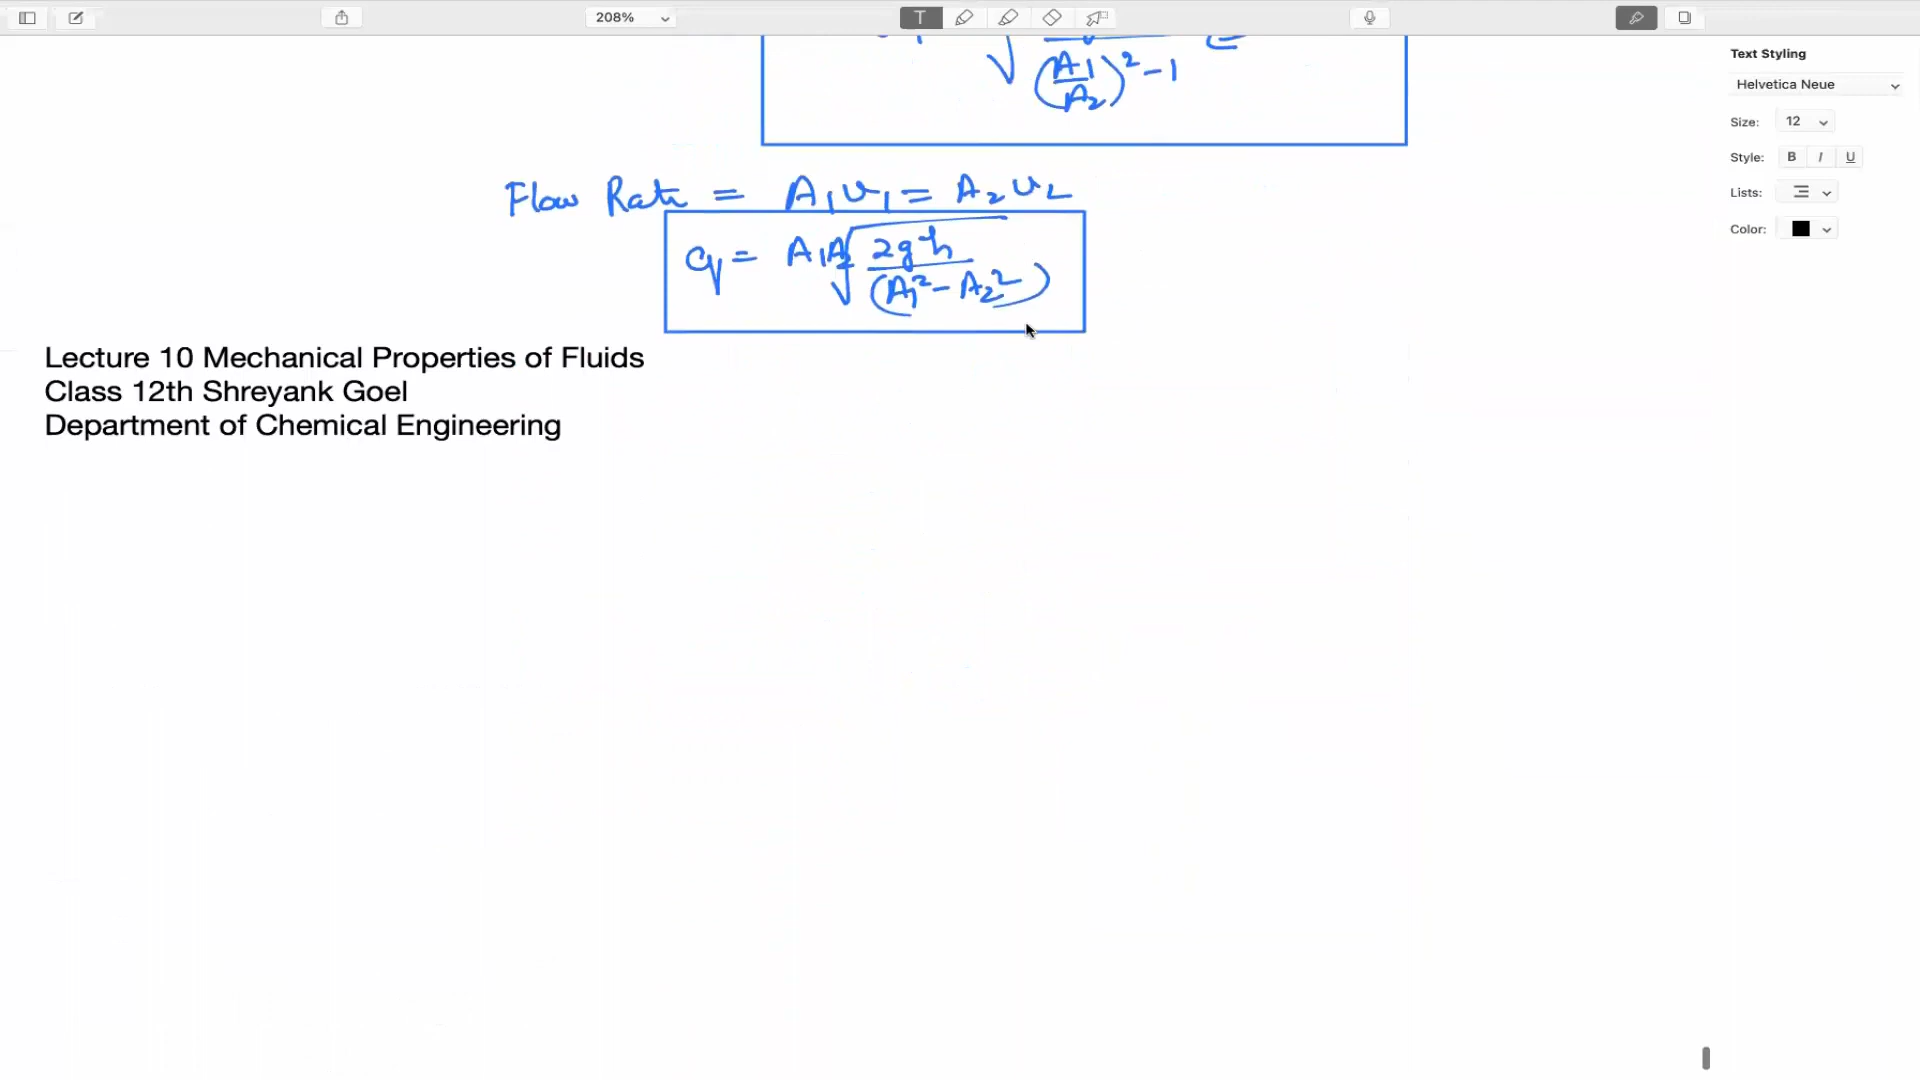 208%
T
Text Styling
Helvetica Neue
Size: 12
Style: B I U
Lists:
Color:
(A1/A2)² - 1
Flow Rate = A₁v₁ = A₂v₂
q = A₁A₂ √(2gh/(A₁² - A₂²))
Lecture 10 Mechanical Properties of Fluids
Class 12th Shreyank Goel
Department of Chemical Engineering